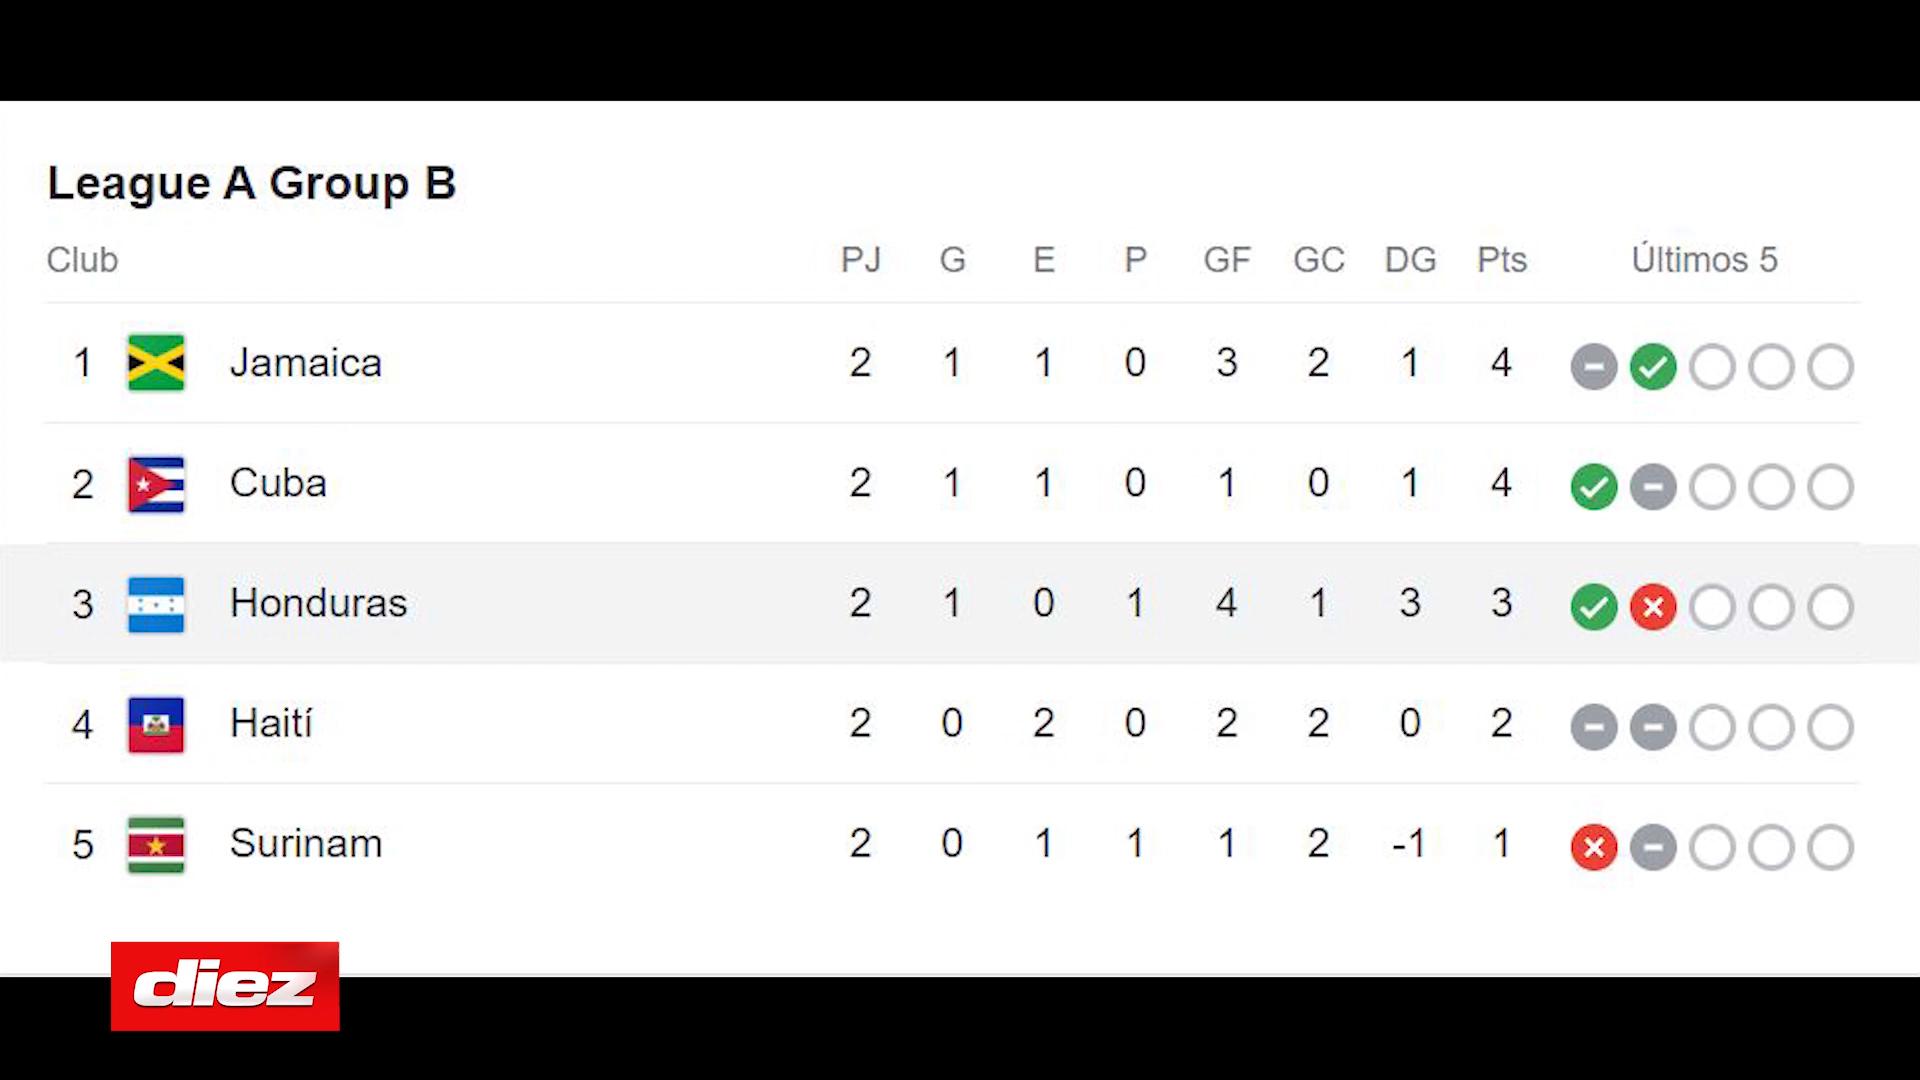 League A Group B
Club PJ G E P GF GC DG Pts Últimos 5
1 Jamaica 2 1 1 0 3 2 1 4
2 Cuba 2 1 1 0 1 0 1 4
3 Honduras 2 1 0 1 4 1 3 3
4 Haití 2 0 2 0 2 2 0 2
5 Surinam 2 0 1 1 1 2 -1 1
diez